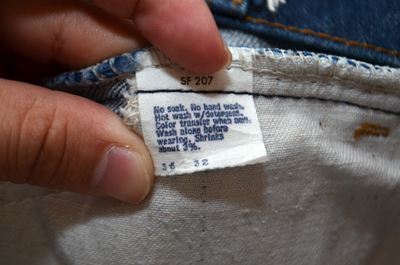 SF 207
No soak. No hand wash.
Hot wash w/detergent.
Color transfer when new.
Wash along before
wearing. Shrinks
about 3%.
36 32